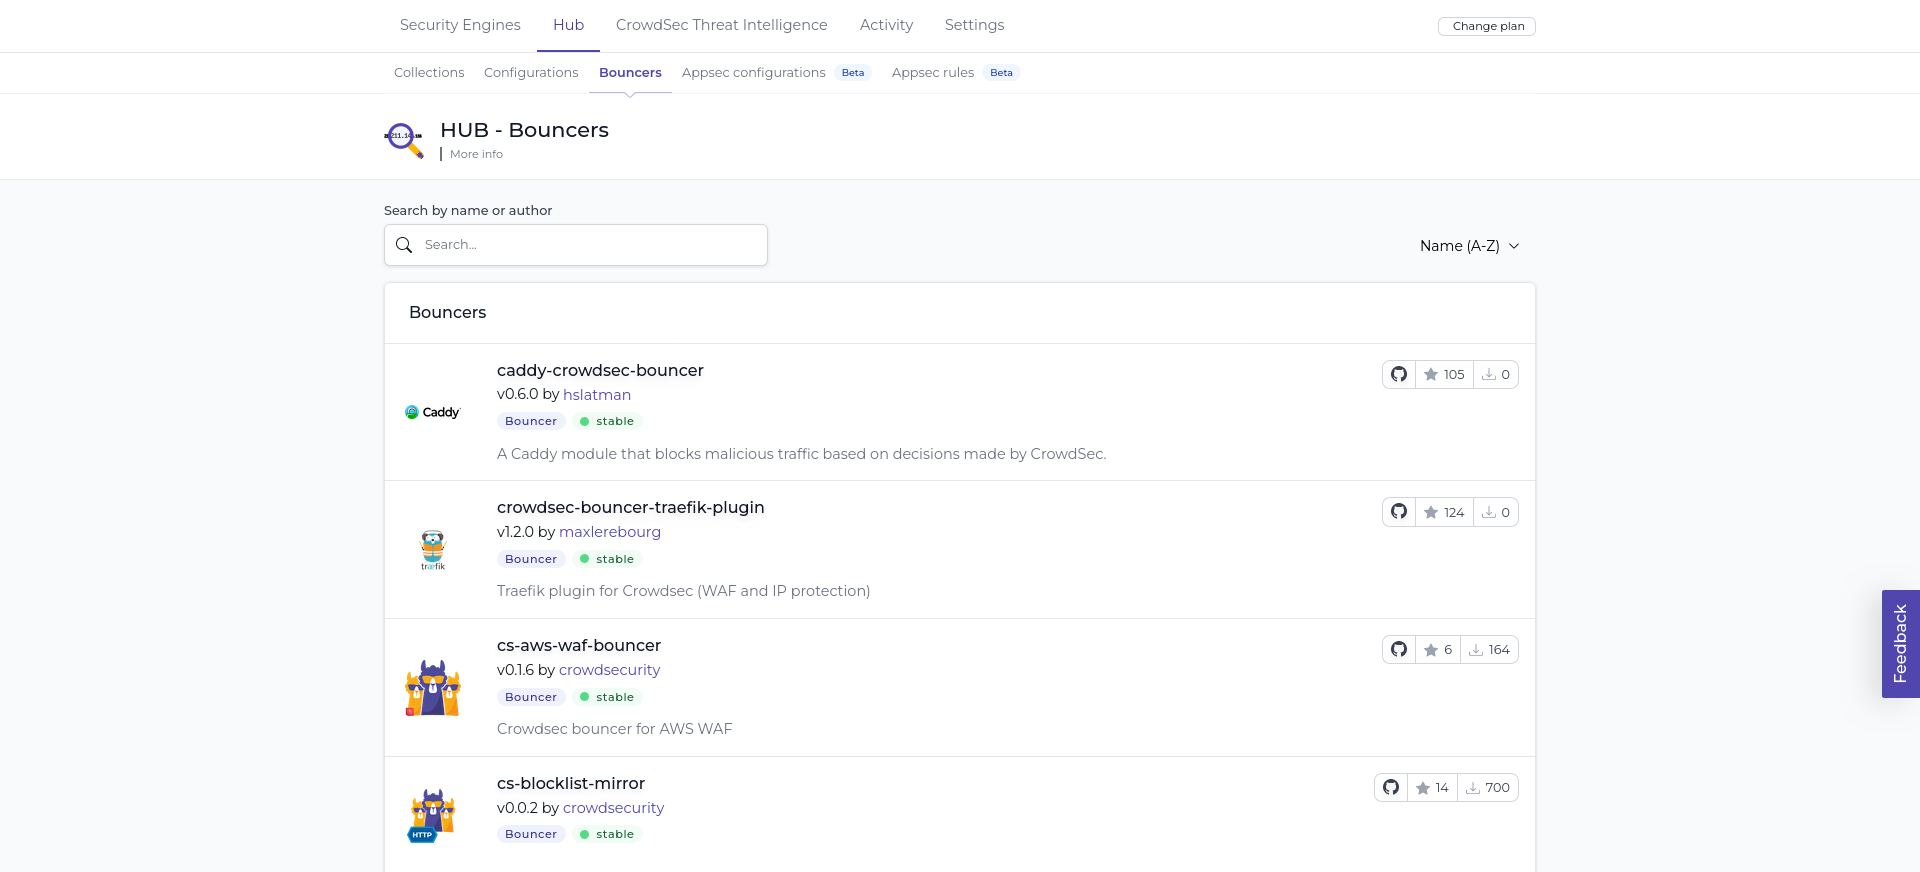 Security Engines Hub CrowdSec Threat Intelligence Activity Settings Change plan
Collections Configurations Bouncers Appsec configurations Beta Appsec rules Beta
HUB - Bouncers
More info
Search by name or author
Search...
Name (A-Z)
Bouncers
caddy-crowdsec-bouncer
105 0
v0.6.0 by hslatman
Caddy
Bouncer stable
A Caddy module that blocks malicious traffic based on decisions made by CrowdSec.
crowdsec-bouncer-traefik-plugin
124 0
v1.2.0 by maxlerebourg
træfik
Bouncer stable
Traefik plugin for Crowdsec (WAF and IP protection)
cs-aws-waf-bouncer
6 164
v0.1.6 by crowdsecurity
Bouncer stable
Crowdsec bouncer for AWS WAF
cs-blocklist-mirror
14 700
v0.0.2 by crowdsecurity
HTTP
Bouncer stable
Feedback